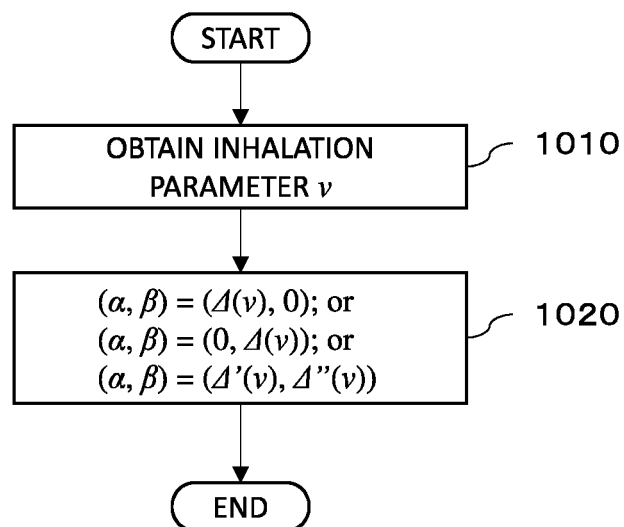 START
OBTAIN INHALATION
PARAMETER v
1010
(α, β) = (Δ(v), 0); or
(α, β) = (0, Δ(v)); or
(α, β) = (Δ’(v), Δ’’(v))
1020
END